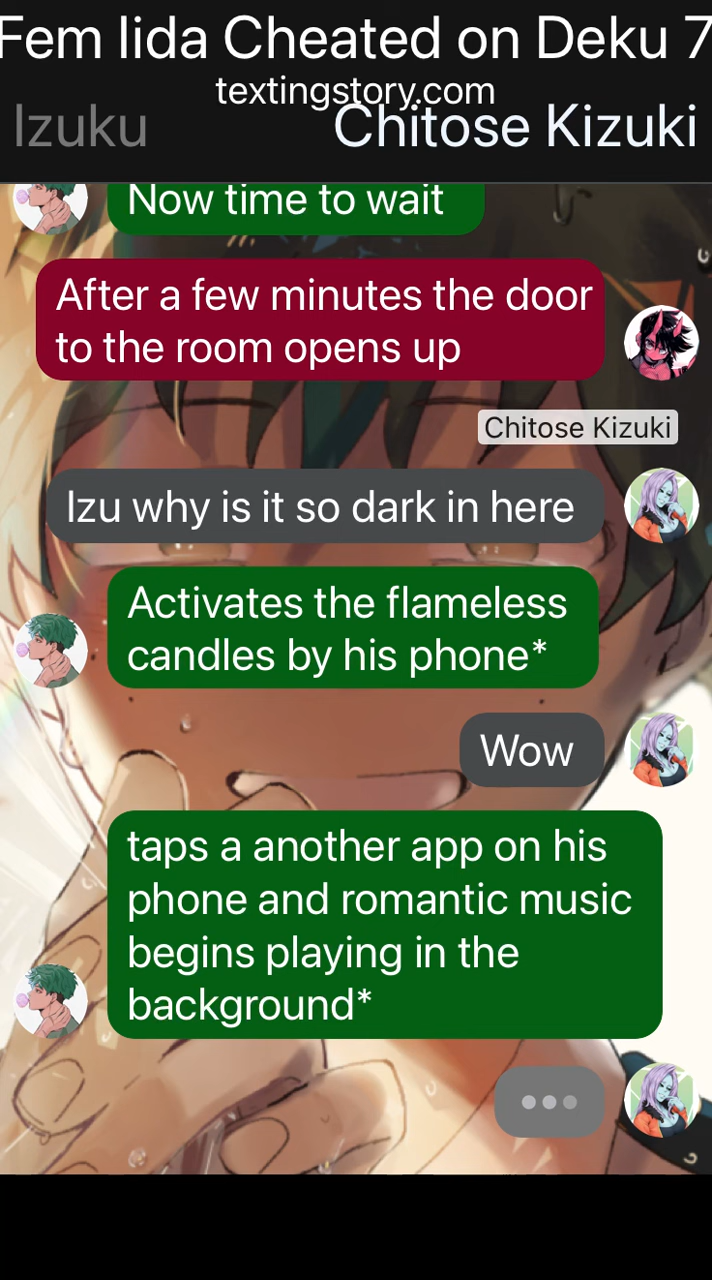 Fem Iida Cheated on Deku 7
textingstory.com
Izuku
Chitose Kizuki
Now time to wait
After a few minutes the door
to the room opens up
Chitose Kizuki
Izu why is it so dark in here
Activates the flameless
candles by his phone*
Wow
taps a another app on his
phone and romantic music
begins playing in the
background*